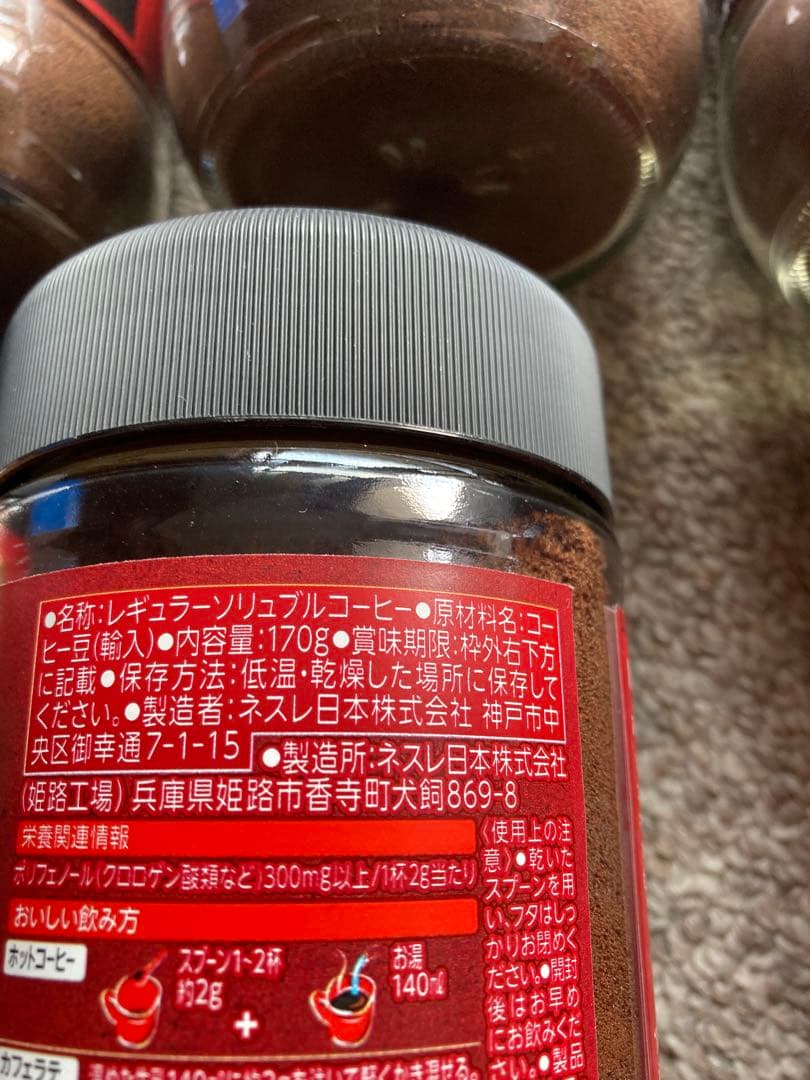 ●名称:レギュラーソリュブルコーヒー●原材料名:コー
ヒー豆(輸入)●内容量:170g●賞味期限:枠外右下方
に記載●保存方法:低温・乾燥した場所に保存して
ください。●製造者:ネスレ日本株式会社 神戸市中
央区御幸通7-1-15
●製造所:ネスレ日本株式会社
(姫路工場) 兵庫県姫路市香寺町犬飼869-8
栄養関連情報
ポリフェノール(クロロゲン酸類など)300mg以上/1杯2g当たり
おいしい飲み方
ホットコーヒー
スプーン1~2杯
約2g
+
お湯
140ml
カフェラテ
〈使用上の注
意〉●乾いた
スプーンを用
い、フタはしっ
かりお閉めく
ださい。●開封
後はお早め
にお飲みくだ
さい。●製品